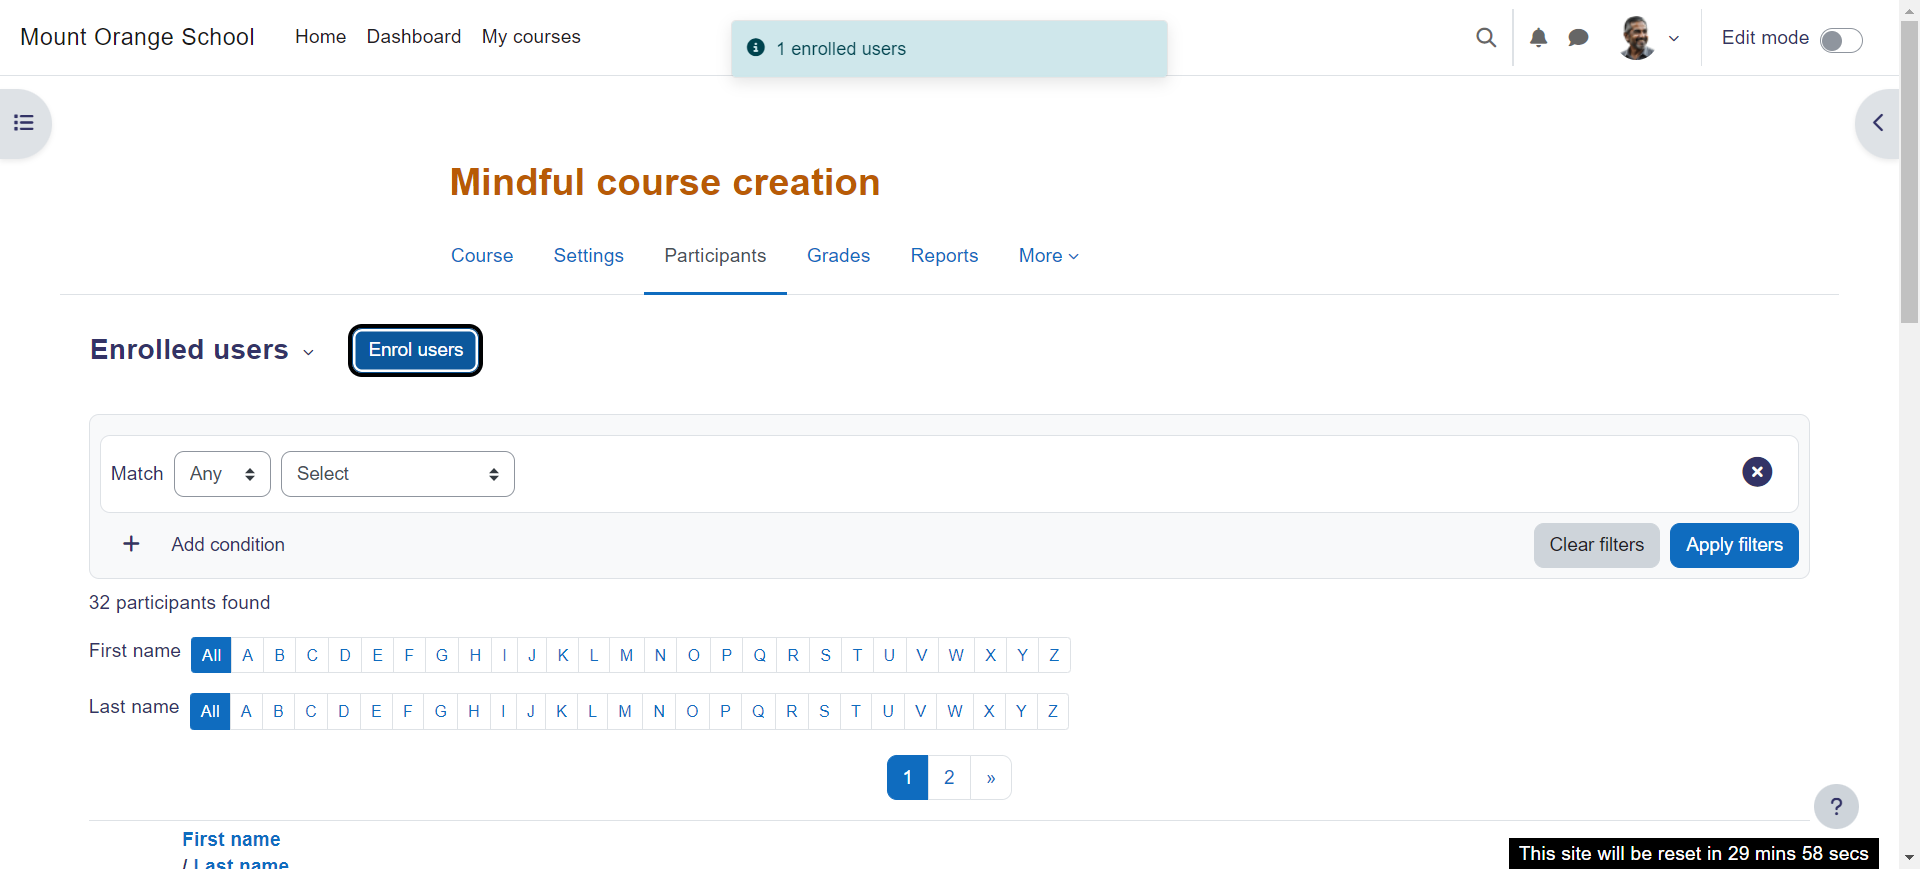 Mount Orange School
Home Dashboard My courses
1 enrolled users
Edit mode
Mindful course creation
Course Settings Participants Grades Reports More
Enrolled users
Enrol users
Match Any Select
Add condition
Clear filters Apply filters
32 participants found
First name All A B C D E F G H I J K L M N O P Q R S T U V W X Y Z
Last name All A B C D E F G H I J K L M N O P Q R S T U V W X Y Z
1 2 »
?
First name
/ Last name
This site will be reset in 29 mins 58 secs